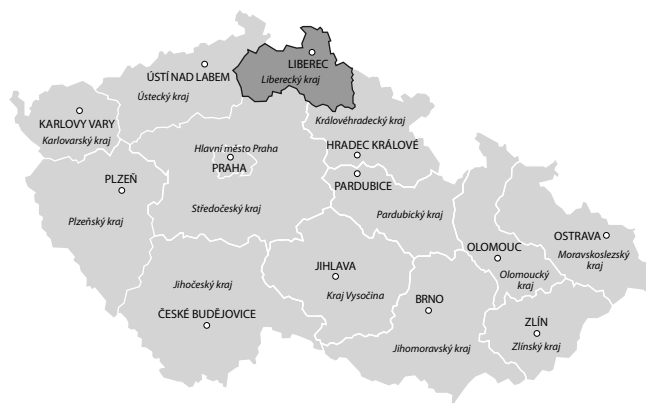 LIBEREC
Liberecký kraj
ÚSTÍ NAD LABEM
Ústecký kraj
KARLOVY VARY
Karlovarský kraj
Královéhradecký kraj
HRADEC KRÁLOVÉ
Hlavní město Praha
PRAHA
PLZEŇ
PARDUBICE
Středočeský kraj
Pardubický kraj
Plzeňský kraj
OSTRAVA
Moravskoslezský
kraj
OLOMOUC
Olomoucký
kraj
JIHLAVA
Kraj Vysočina
Jihočeský kraj
ČESKÉ BUDĚJOVICE
BRNO
Jihomoravský kraj
ZLÍN
Zlínský kraj